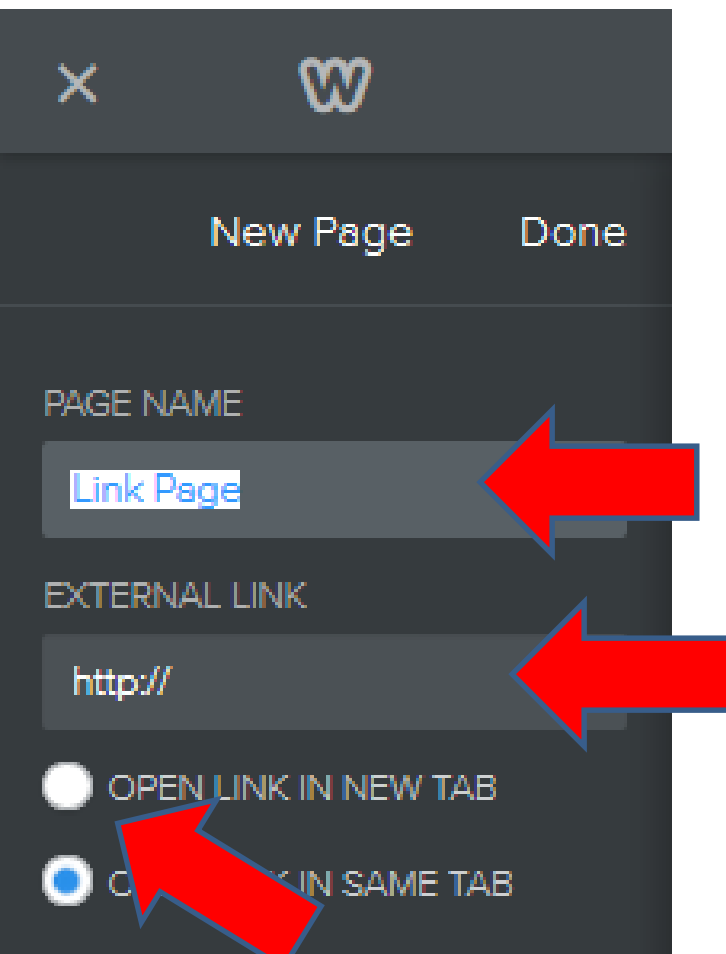 New Page Done
PAGE NAME
Link Page
EXTERNAL LINK
http://
OPEN LINK IN NEW TAB
IN SAME TAB